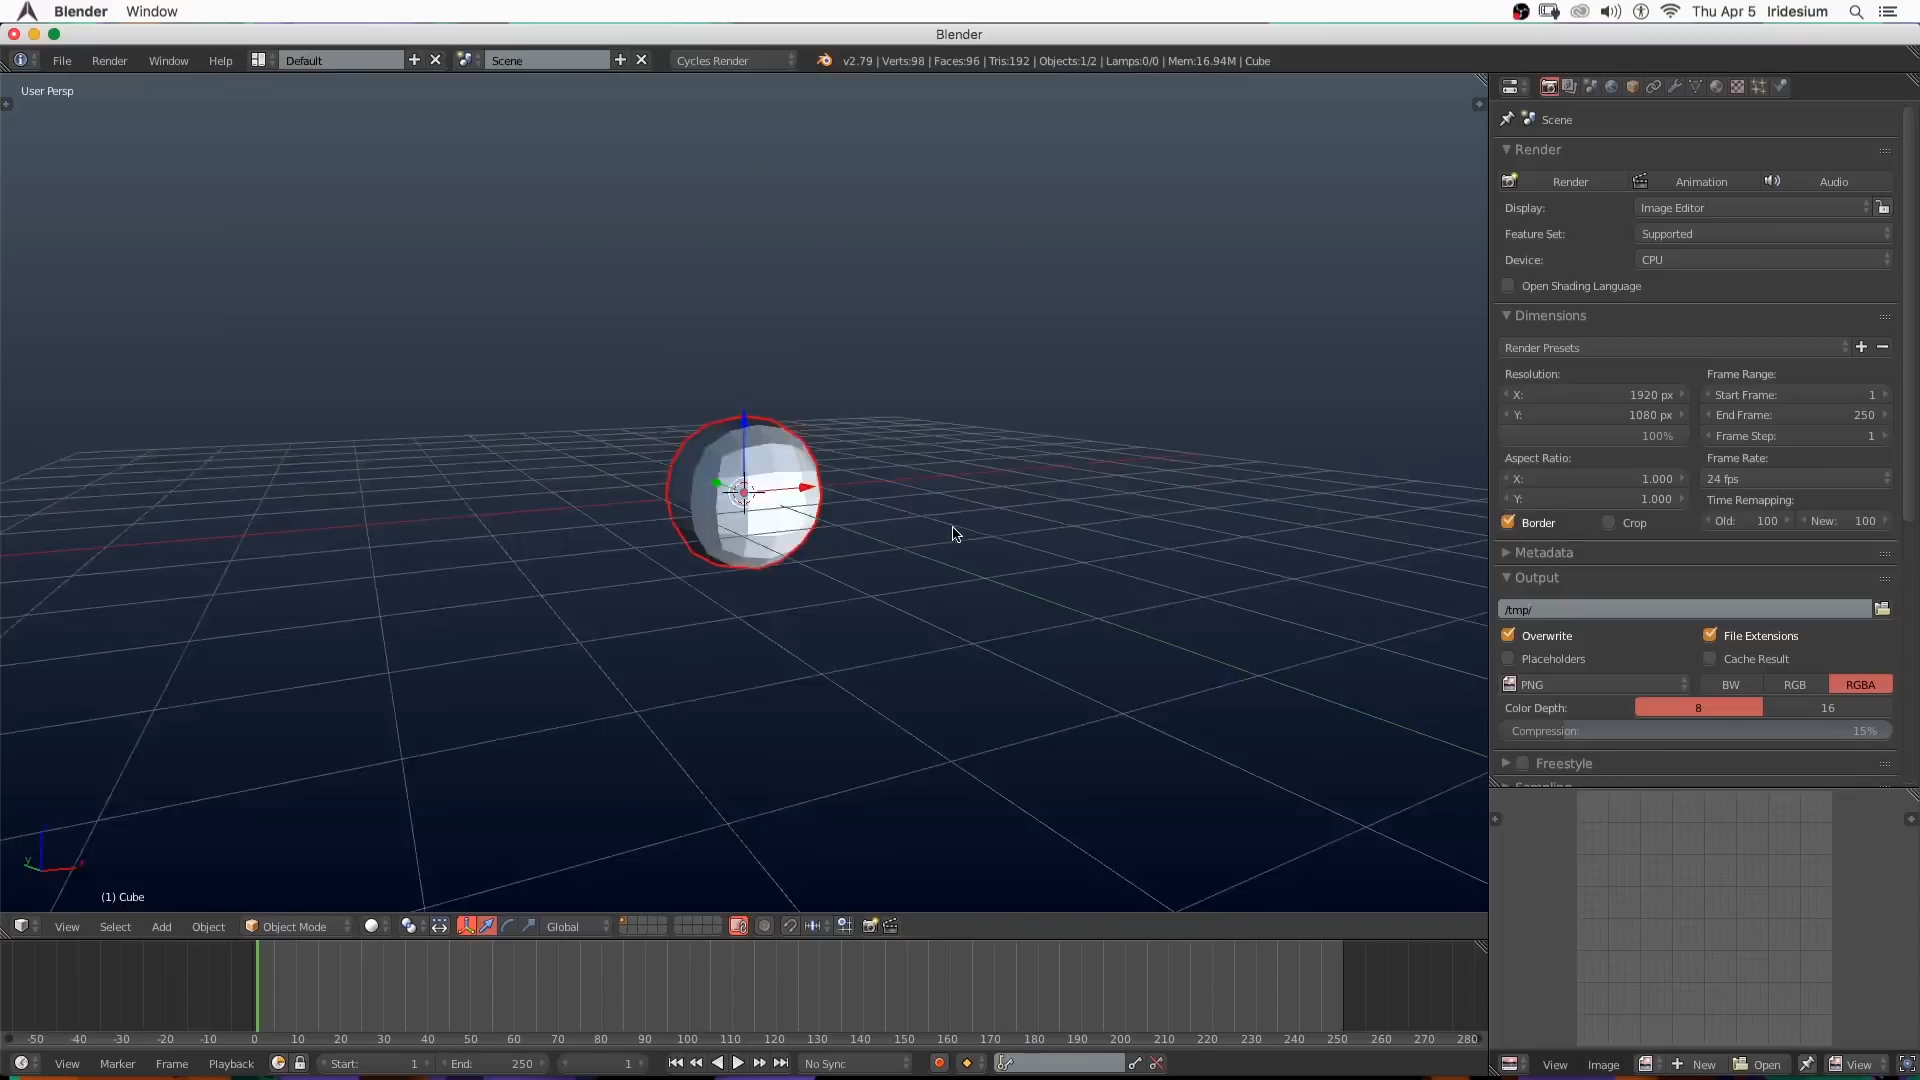 Blender Window Thu Apr 5 Iridesium
Blender
File Render Window Help Default Scene Cycles Render v2.79 | Verts:98 | Faces:96 | Tris:192 | Objects:1/2 | Lamps:0/0 | Mem:16.94M | Cube
User Persp
Scene
Render
Render Animation Audio
Display: Image Editor
Feature Set: Supported
Device: CPU
Open Shading Language
Dimensions
Render Presets
Resolution: Frame Range:
X: 1920 px Start Frame: 1
Y: 1080 px End Frame: 250
100% Frame Step: 1
Aspect Ratio: Frame Rate:
X: 1.000 24 fps
Y: 1.000 Time Remapping:
Border Crop Old: 100 New: 100
Metadata
Output
/tmp/
Overwrite File Extensions
Placeholders Cache Result
PNG BW RGB RGBA
Color Depth: 8 16
Compression: 15%
Freestyle
y x
(1) Cube
View Select Add Object Object Mode Global
-50 -40 -30 -20 -10 0 10 20 30 40 50 60 70 80 90 100 110 120 130 140 150 160 170 180 190 200 210 220 230 240 250 260 270 280
View Marker Frame Playback Start: 1 End: 250 1 No Sync
View Image New Open View